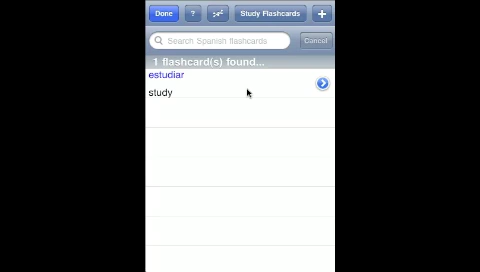 Done
?
Study Flashcards
+
Search Spanish flashcards
Cancel
1 flashcard(s) found...
estudiar
study